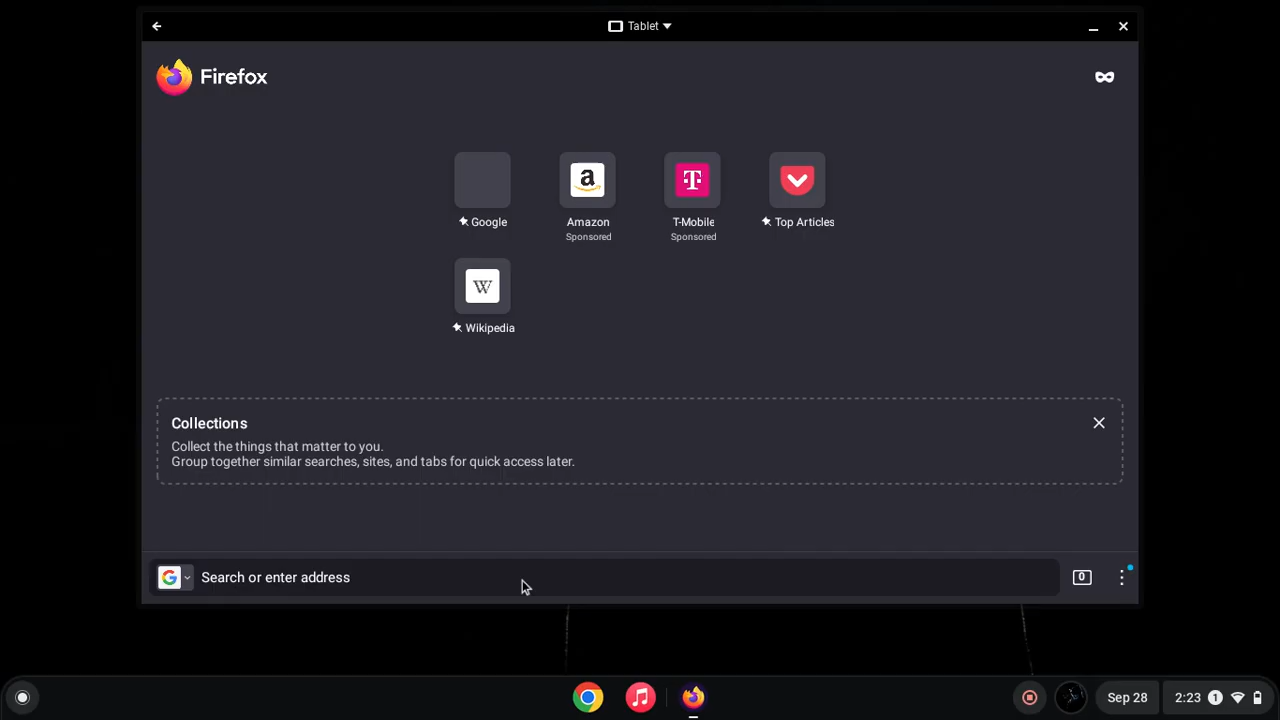 Tablet
Firefox
Google
Amazon
Sponsored
T-Mobile
Sponsored
Top Articles
W
Wikipedia
Collections
Collect the things that matter to you.
Group together similar searches, sites, and tabs for quick access later.
G
Search or enter address
0
Sep 28
2:23
1